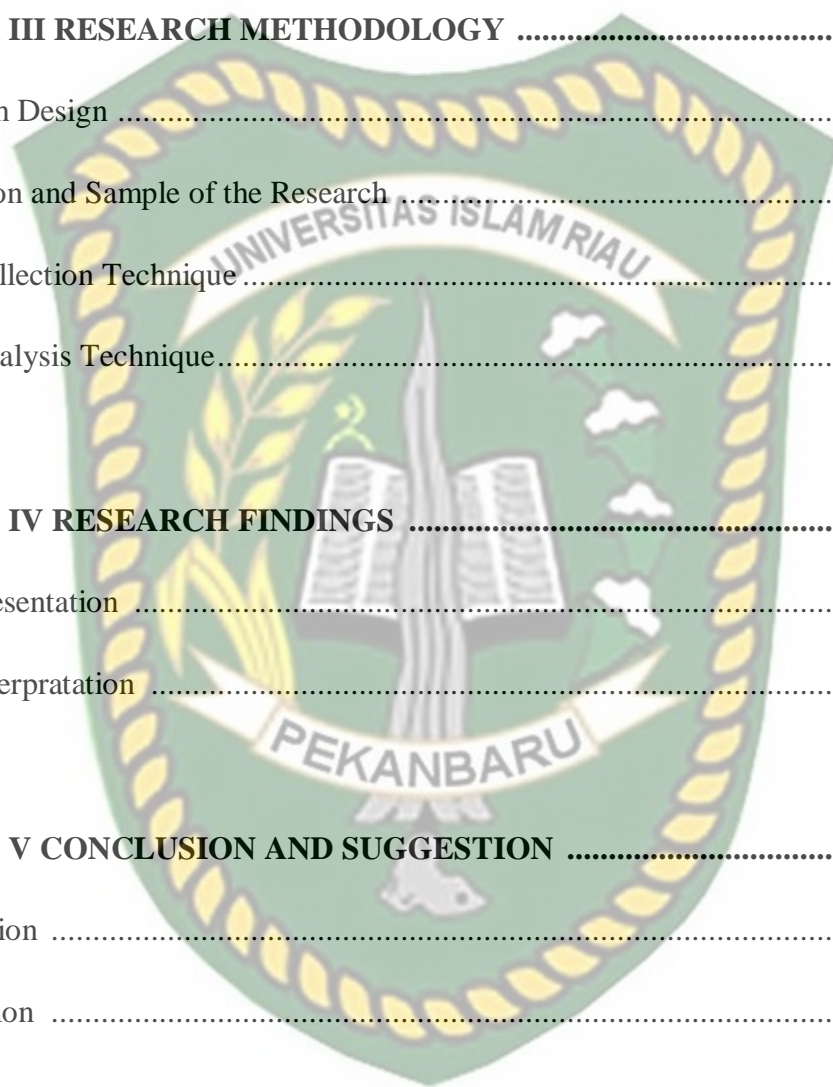 III RESEARCH METHODOLOGY ................................
n Design ................................................................................
on and Sample of the Research ............................................
UNIVERSITAS ISLAM RIAU
llection Technique ................................................................
alysis Technique....................................................................
IV RESEARCH FINDINGS ................................................
esentation ............................................................................
erpratation ..........................................................................
PEKANBARU
V CONCLUSION AND SUGGESTION ................................
ion ......................................................................................
ion ......................................................................................